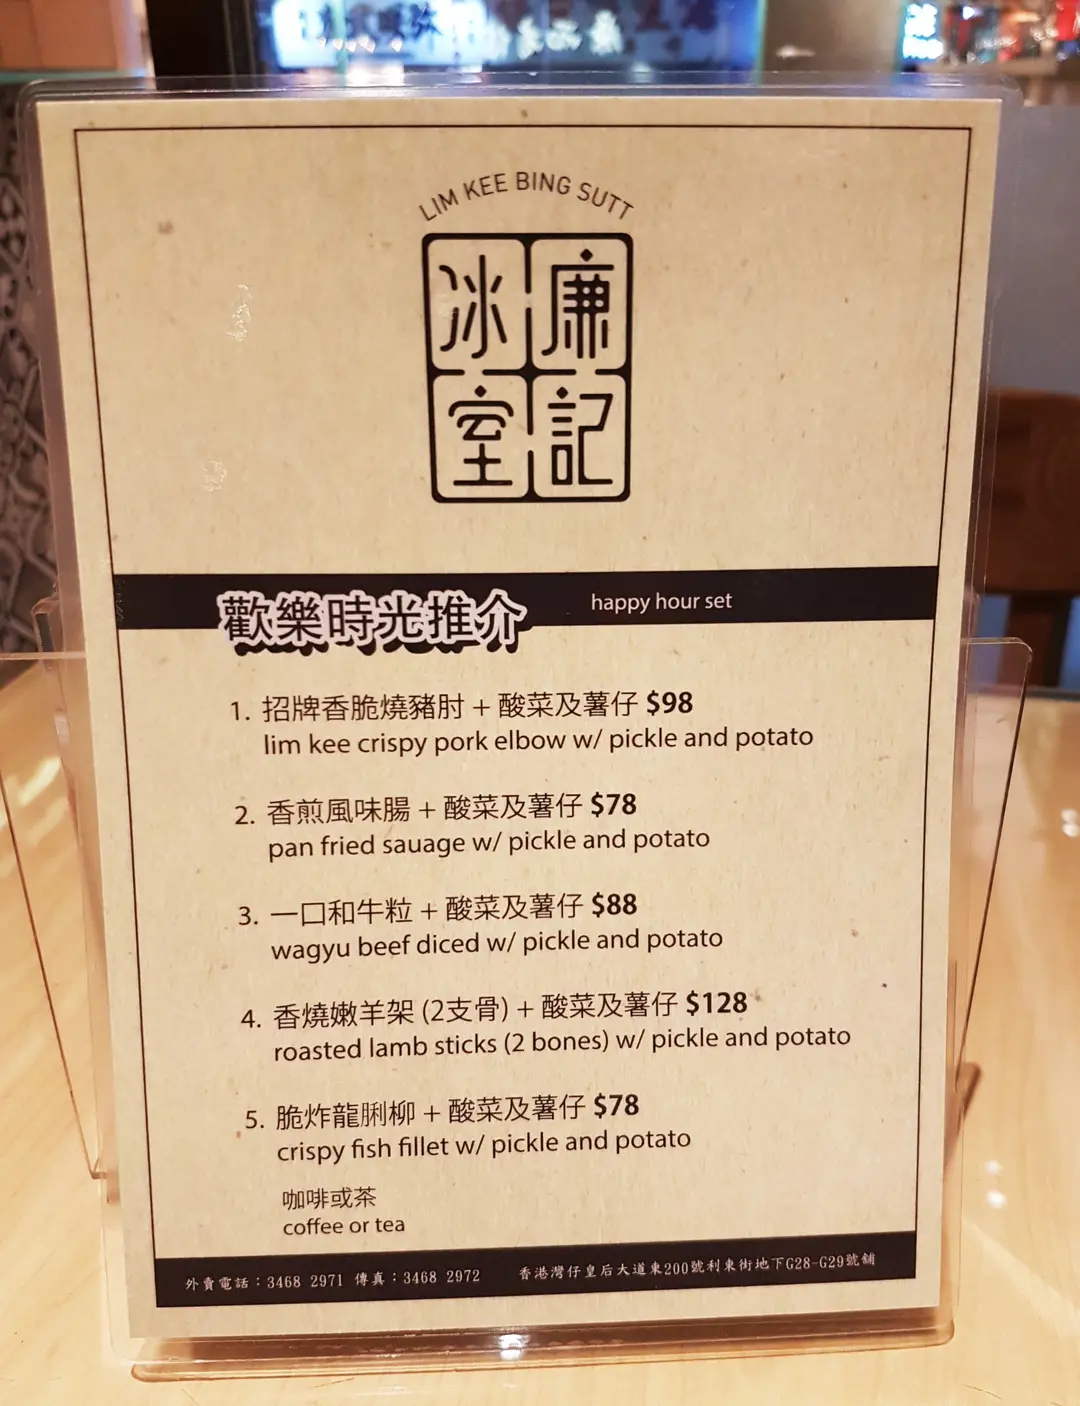 LIM KEE BING SUTT
廉記
冰室
歡樂時光推介 happy hour set
1. 招牌香脆燒豬肘 + 酸菜及薯仔 $98
lim kee crispy pork elbow w/ pickle and potato
2. 香煎風味腸 + 酸菜及薯仔 $78
pan fried sauage w/ pickle and potato
3. 一口和牛粒 + 酸菜及薯仔 $88
wagyu beef diced w/ pickle and potato
4. 香燒嫩羊架 (2支骨) + 酸菜及薯仔 $128
roasted lamb sticks (2 bones) w/ pickle and potato
5. 脆炸龍脷柳 + 酸菜及薯仔 $78
crispy fish fillet w/ pickle and potato
咖啡或茶
coffee or tea
外賣電話：3468 2971 傳真：3468 2972 香港灣仔皇后大道東200號利東街地下G28-G29號舖